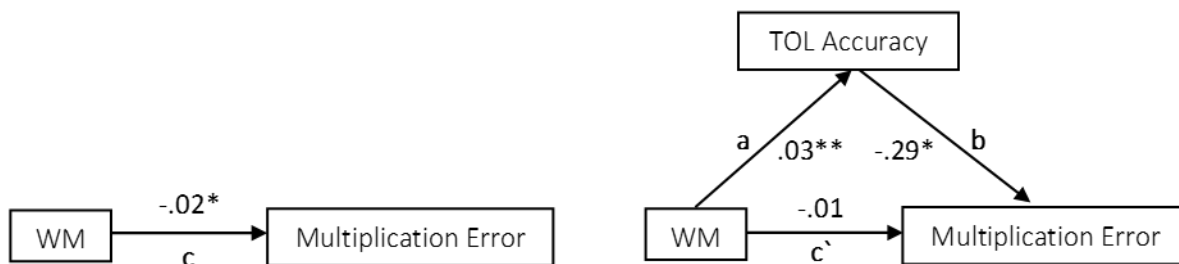 -.02*
WM
Multiplication Error
c
TOL Accuracy
a
.03**
-.29*
b
-.01
WM
Multiplication Error
c`